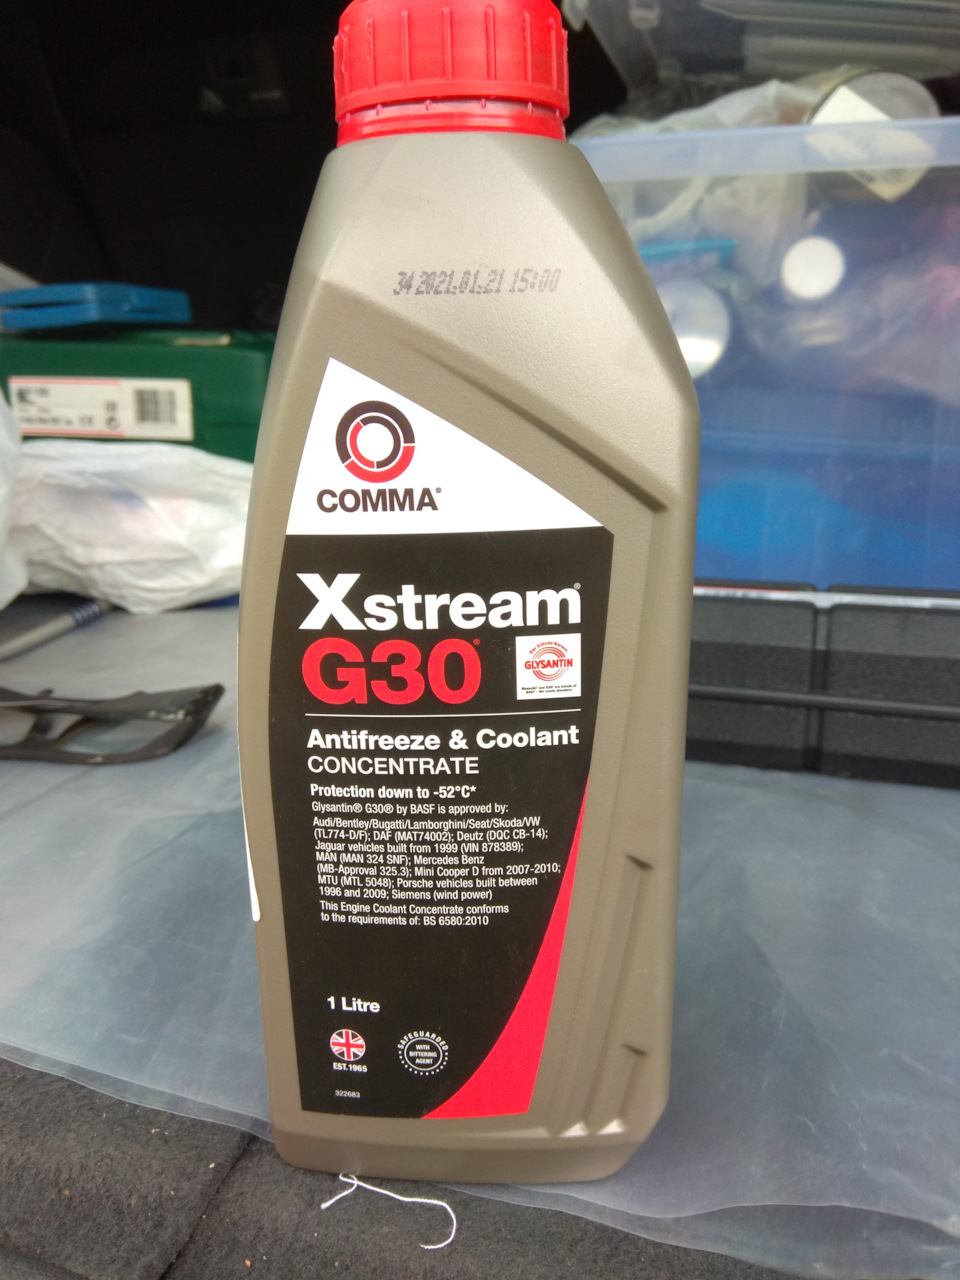 34 2021.01.21 15:00
COMMA®
Xstream®
G30®
GLYSANTIN
Antifreeze & Coolant
CONCENTRATE
Protection down to -52°C*
Glysantin® G30® by BASF is approved by:
Audi/Bentley/Bugatti/Lamborghini/Seat/Skoda/VW
(TL774-D/F); DAF (MAT74002); Deutz (DQC CB-14);
Jaguar vehicles built from 1999 (VIN 878389);
MAN (MAN 324 SNF); Mercedes Benz
(MB-Approval 325.3); Mini Cooper D from 2007-2010;
MTU (MTL 5048); Porsche vehicles built between
1996 and 2009; Siemens (wind power)
This Engine Coolant Concentrate conforms
to the requirements of: BS 6580:2010
1 Litre
EST.1965
SAFEGUARDED
WITH
BITTERING
AGENT
322683